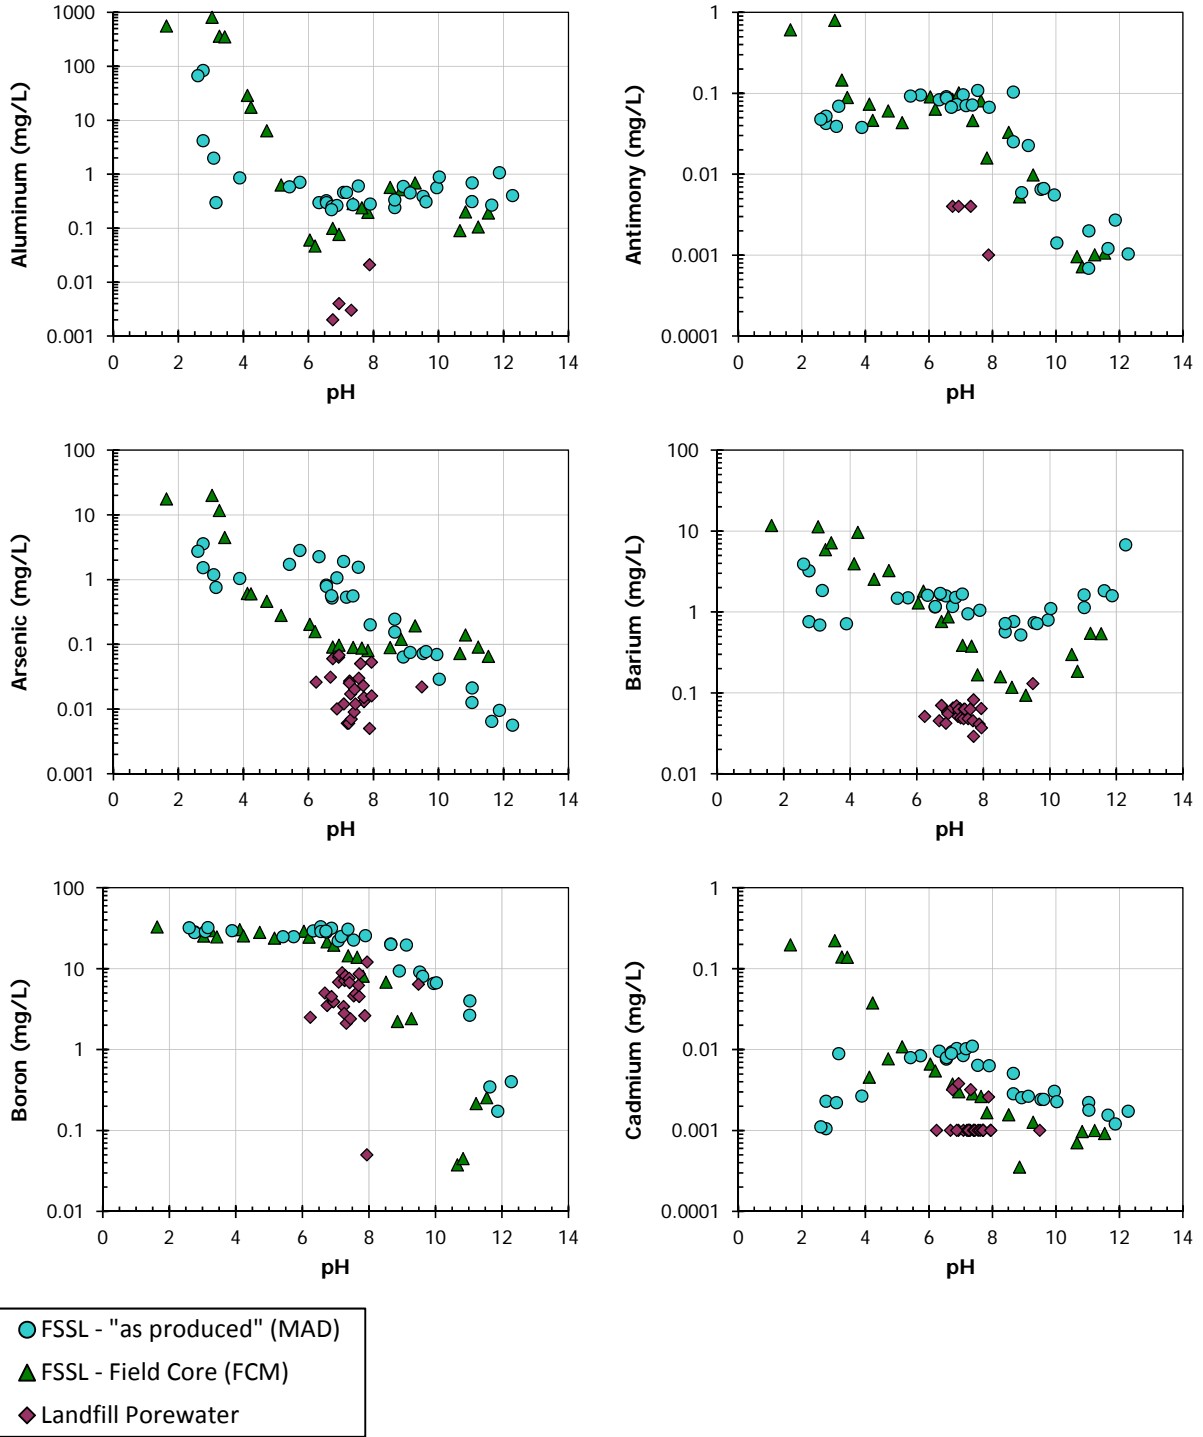 1000
100
10
1
0.1
0.01
0.001
Aluminum (mg/L)
0 2 4 6 8 10 12 14
pH
1
0.1
0.01
0.001
0.0001
Antimony (mg/L)
0 2 4 6 8 10 12 14
pH
100
10
1
0.1
0.01
0.001
Arsenic (mg/L)
0 2 4 6 8 10 12 14
pH
100
10
1
0.1
0.01
Barium (mg/L)
0 2 4 6 8 10 12 14
pH
100
10
1
0.1
0.01
Boron (mg/L)
0 2 4 6 8 10 12 14
pH
1
0.1
0.01
0.001
0.0001
Cadmium (mg/L)
0 2 4 6 8 10 12 14
pH
FSSL - "as produced" (MAD)
FSSL - Field Core (FCM)
Landfill Porewater